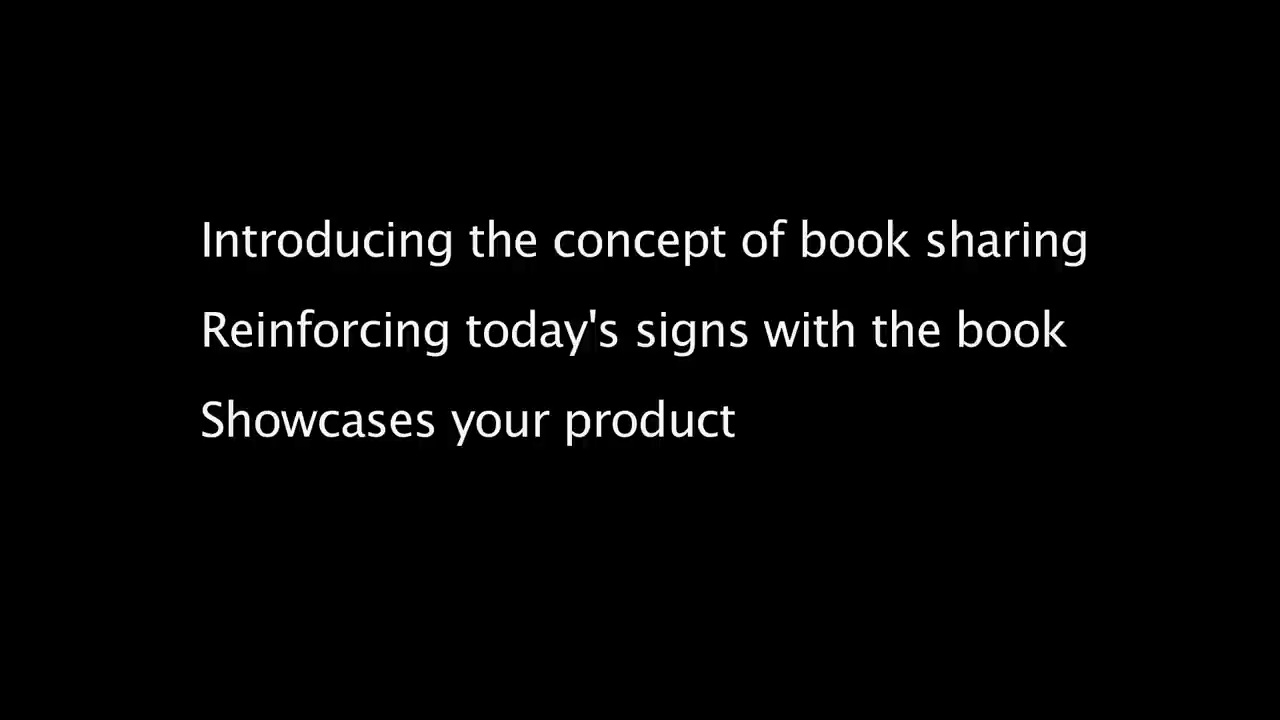 Introducing the concept of book sharing
Reinforcing today's signs with the book
Showcases your product